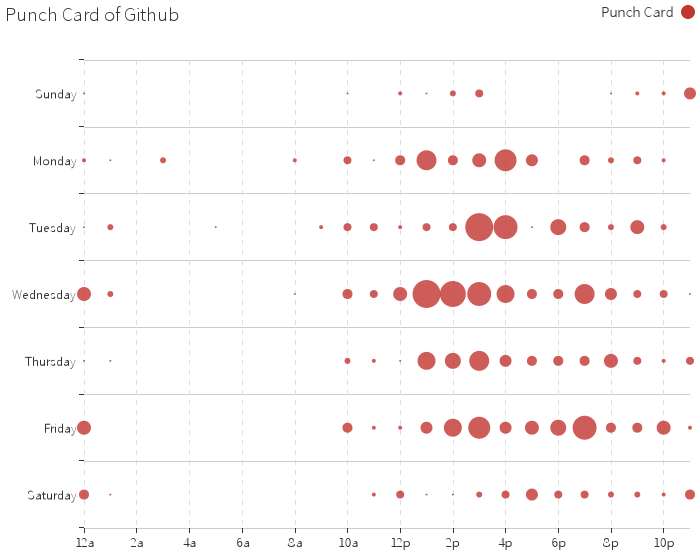 Punch Card of Github
Punch Card
Sunday
Monday
Tuesday
Wednesday
Thursday
Friday
Saturday
12a 2a 4a 6a 8a 10a 12p 2p 4p 6p 8p 10p